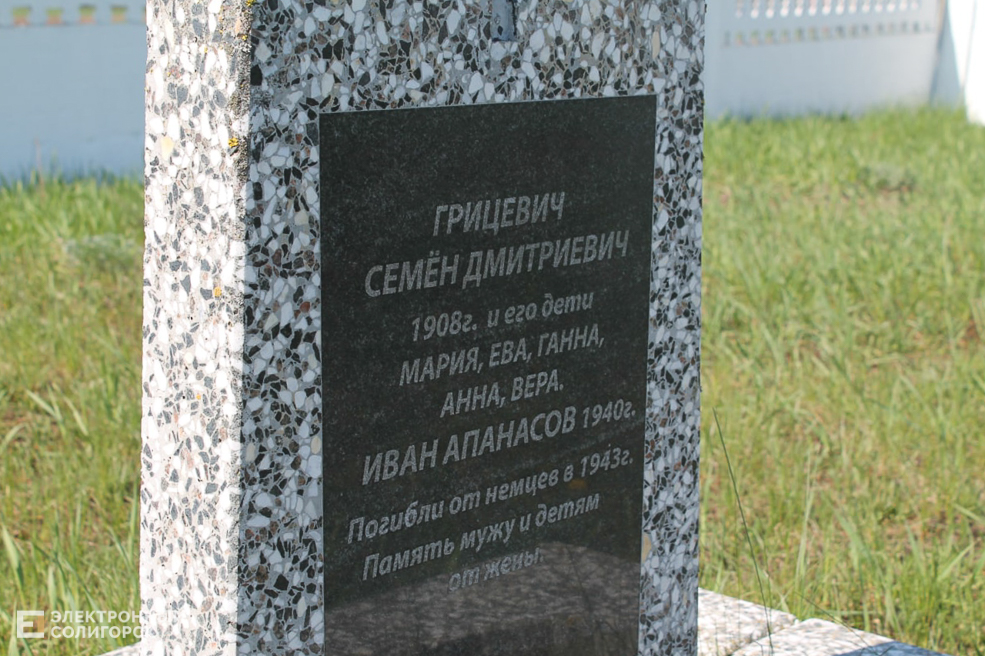 ГРИЦЕВИЧ
СЕМЁН ДМИТРИЕВИЧ
1908г. и его дети
МАРИЯ, ЕВА, ГАННА,
АННА, ВЕРА.
ИВАН АПАНАСОВ 1940г.
Погибли от немцев в 1943г.
Память мужу и детям
от жены
СОЛИГОР